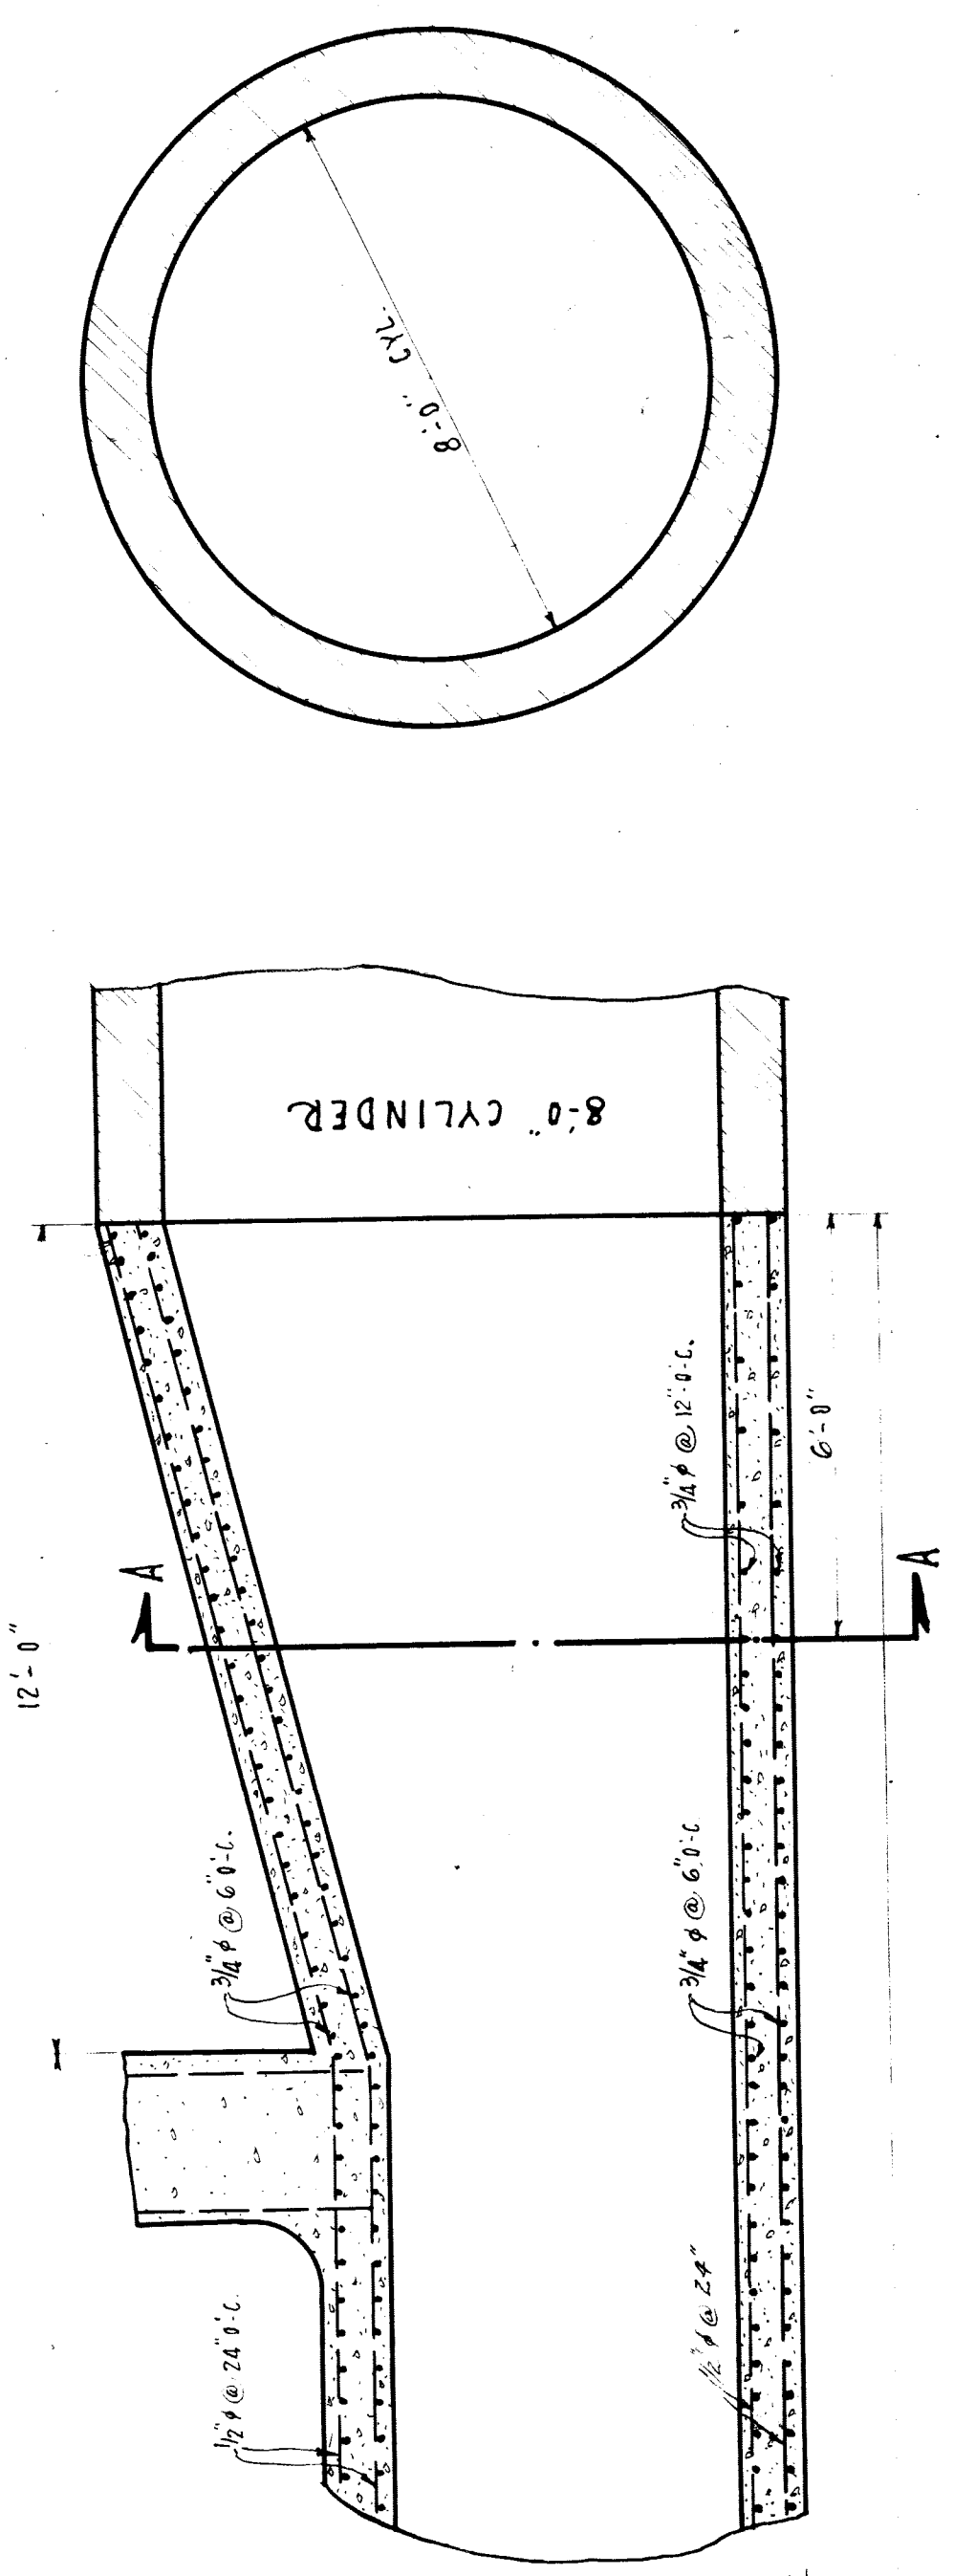 8'-0" CYL.
8'-0" CYLINDER
12'-0"
A
A
3/4" φ @ 12" O-C.
6'-0"
3/4" φ @ 6" O-C.
3/4" φ @ 6" O-C
1/2" φ @ 24" O-C.
1/2" φ @ 24"